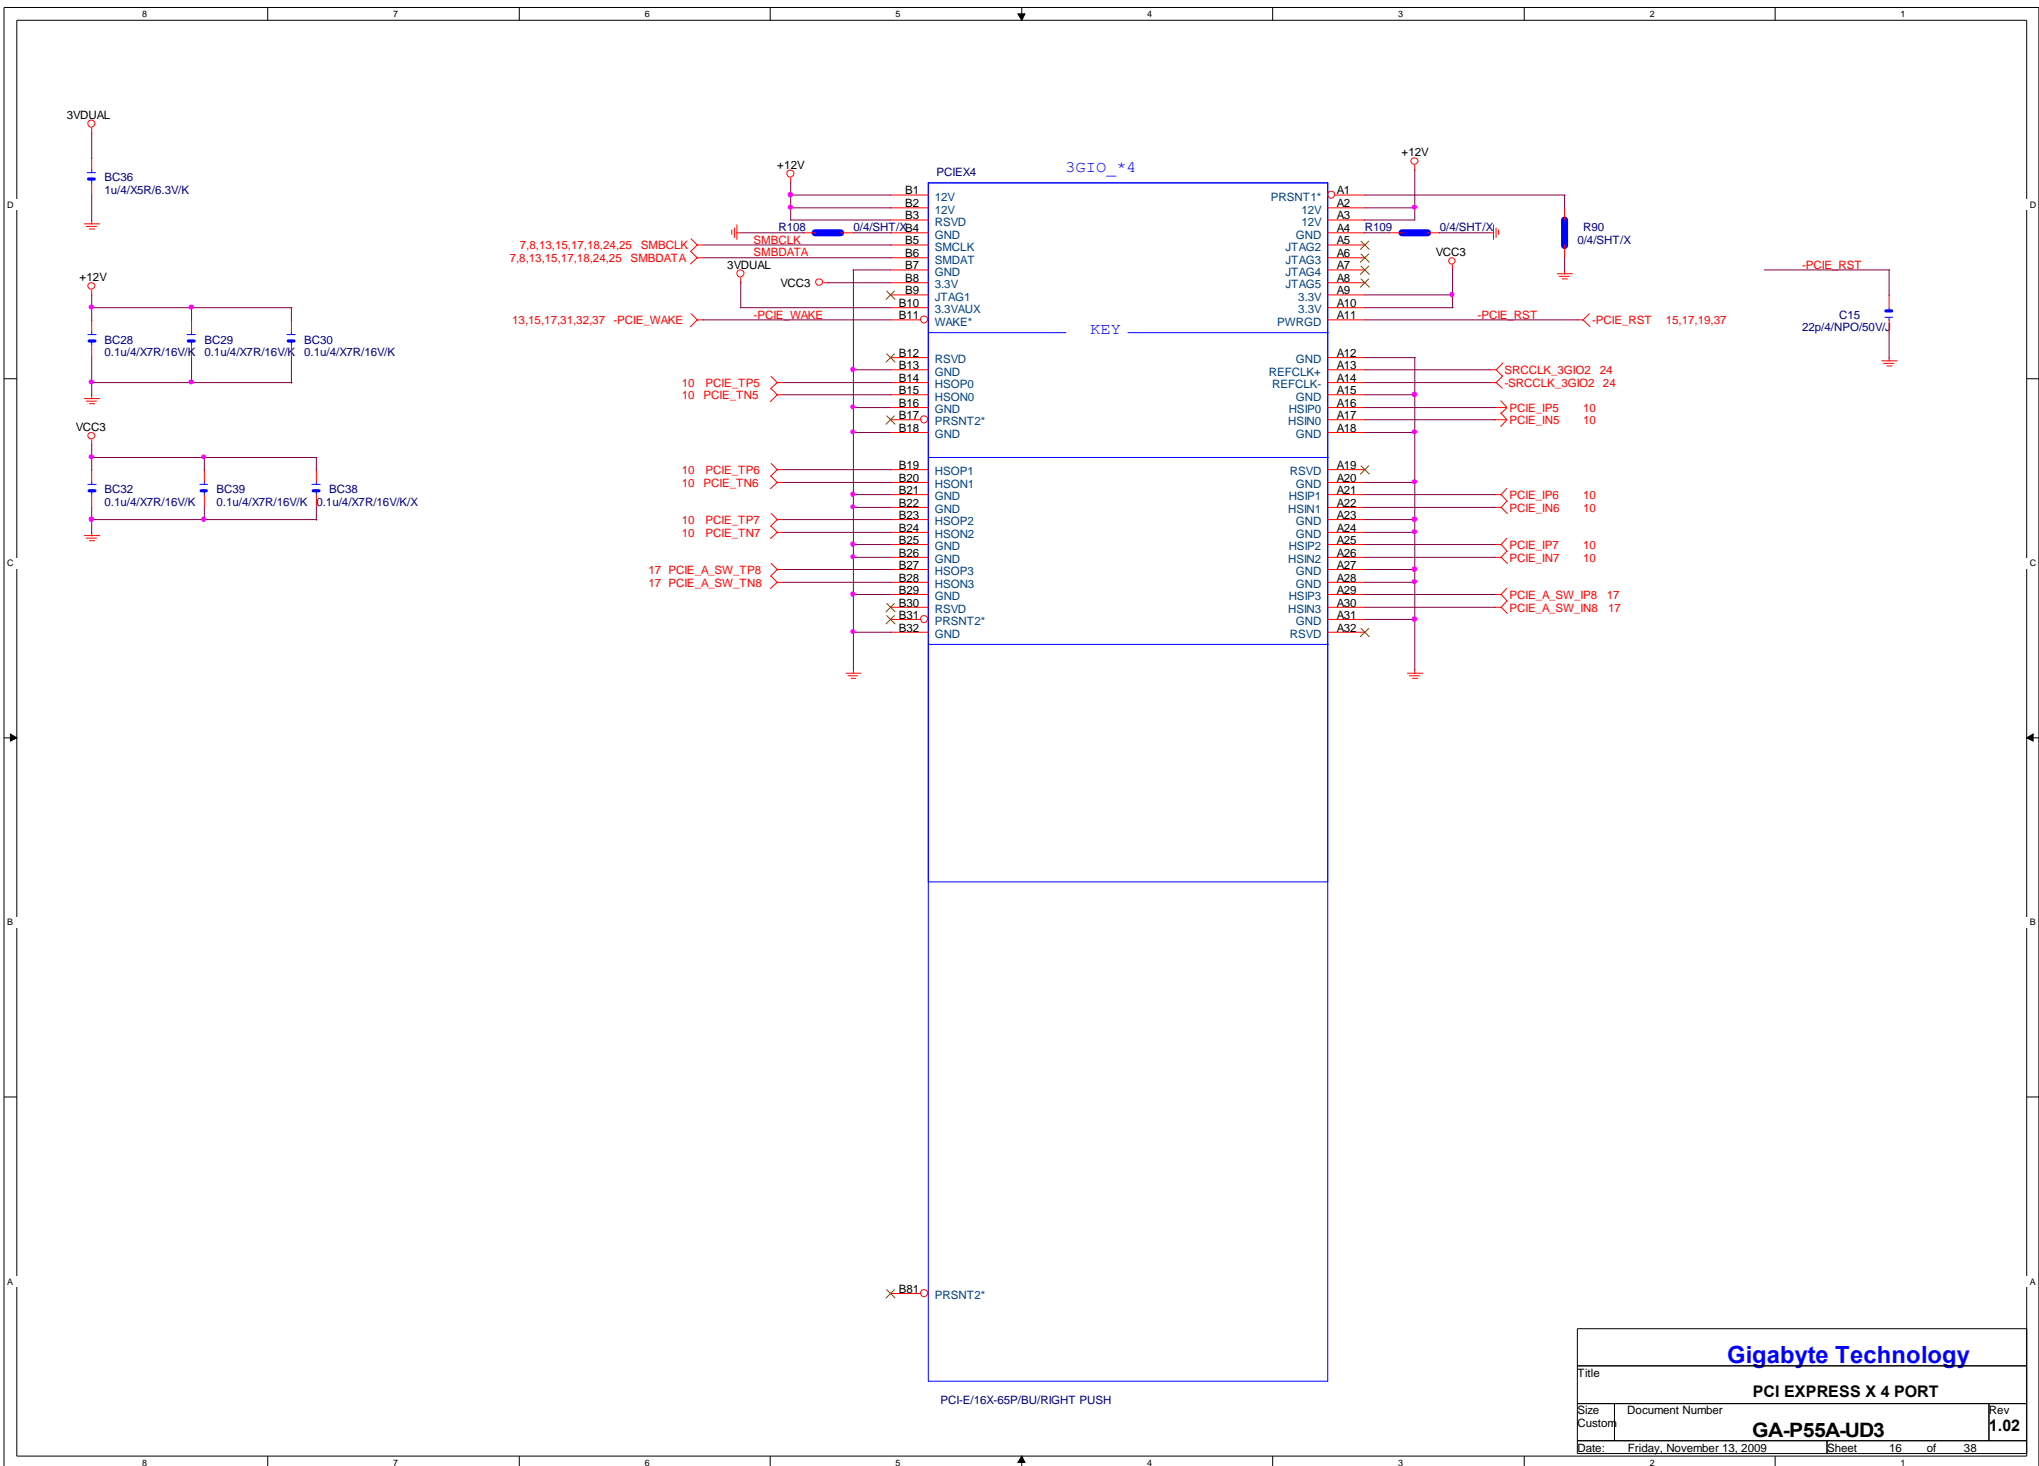 8 7 6 5 4 3 2 1
D
D
C
C
B
B
A
A
3VDUAL
BC36
1u/4/X5R/6.3V/K
+12V
BC28
0.1u/4/X7R/16V/K
BC29
0.1u/4/X7R/16V/K
BC30
0.1u/4/X7R/16V/K
VCC3
BC32
0.1u/4/X7R/16V/K
BC39
0.1u/4/X7R/16V/K
BC38
0.1u/4/X7R/16V/K/X
+12V
R108
0/4/SHT/X
7,8,13,15,17,18,24,25 SMBCLK
SMBCLK
7,8,13,15,17,18,24,25 SMBDATA
SMBDATA
3VDUAL
VCC3
13,15,17,31,32,37 -PCIE_WAKE
-PCIE_WAKE
10 PCIE_TP5
10 PCIE_TN5
10 PCIE_TP6
10 PCIE_TN6
10 PCIE_TP7
10 PCIE_TN7
17 PCIE_A_SW_TP8
17 PCIE_A_SW_TN8
PCIEX4
3GIO_*4
B1 12V
B2 12V
B3 RSVD
B4 GND
B5 SMCLK
B6 SMDAT
B7 GND
B8 3.3V
B9 JTAG1
B10 3.3VAUX
B11 WAKE*
KEY
B12 RSVD
B13 GND
B14 HSOP0
B15 HSON0
B16 GND
B17 PRSNT2*
B18 GND
B19 HSOP1
B20 HSON1
B21 GND
B22 GND
B23 HSOP2
B24 HSON2
B25 GND
B26 GND
B27 HSOP3
B28 HSON3
B29 GND
B30 RSVD
B31 PRSNT2*
B32 GND
B81 PRSNT2*
PRSNT1* A1
12V A2
12V A3
GND A4
JTAG2 A5
JTAG3 A6
JTAG4 A7
JTAG5 A8
3.3V A9
3.3V A10
PWRGD A11
GND A12
REFCLK+ A13
REFCLK- A14
GND A15
HSIP0 A16
HSIN0 A17
GND A18
RSVD A19
GND A20
HSIP1 A21
HSIN1 A22
GND A23
GND A24
HSIP2 A25
HSIN2 A26
GND A27
GND A28
HSIP3 A29
HSIN3 A30
GND A31
RSVD A32
+12V
R109
0/4/SHT/X
VCC3
R90
0/4/SHT/X
-PCIE_RST
-PCIE_RST 15,17,19,37
SRCCLK_3GIO2 24
-SRCCLK_3GIO2 24
PCIE_IP5 10
PCIE_IN5 10
PCIE_IP6 10
PCIE_IN6 10
PCIE_IP7 10
PCIE_IN7 10
PCIE_A_SW_IP8 17
PCIE_A_SW_IN8 17
-PCIE_RST
C15
22p/4/NPO/50V/J
PCI-E/16X-65P/BU/RIGHT PUSH
Gigabyte Technology
Title
PCI EXPRESS X 4 PORT
Size Document Number Rev
Custom GA-P55A-UD3 1.02
Date: Friday, November 13, 2009 Sheet 16 of 38
8 7 6 5 4 3 2 1